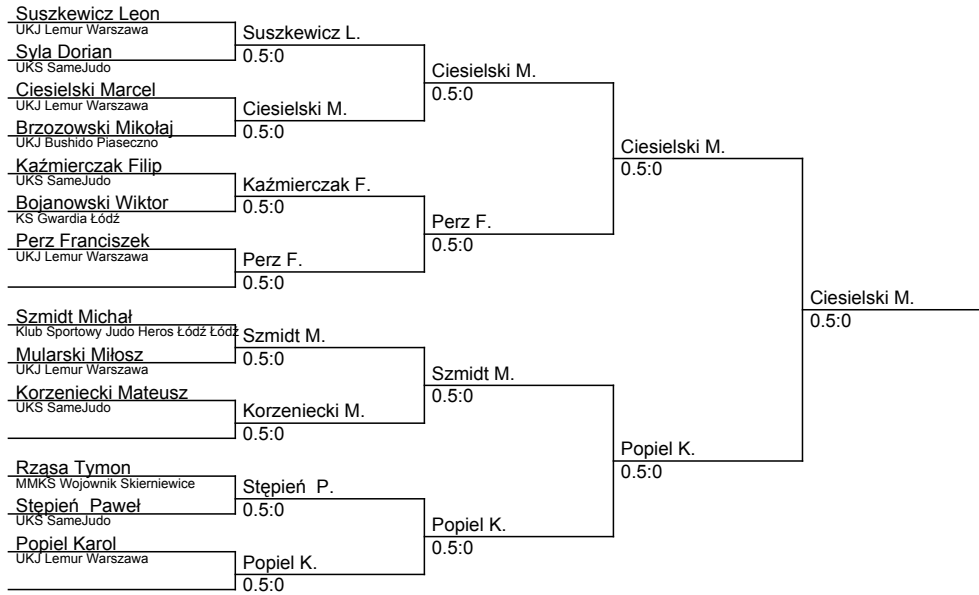 Suszkewicz Leon
UKJ Lemur Warszawa
Syla Dorian
UKS SameJudo
Ciesielski Marcel
UKJ Lemur Warszawa
Brzozowski Mikołaj
UKJ Bushido Piaseczno
Kaźmierczak Filip
UKS SameJudo
Bojanowski Wiktor
KS Gwardia Łódź
Perz Franciszek
UKJ Lemur Warszawa
Szmidt Michał
Klub Sportowy Judo Heros Łódź Łódź
Mularski Miłosz
UKJ Lemur Warszawa
Korzeniecki Mateusz
UKS SameJudo
Rząsa Tymon
MMKS Wojownik Skierniewice
Stępień  Paweł
UKS SameJudo
Popiel Karol
UKJ Lemur Warszawa
Suszkewicz L.
0.5:0
Ciesielski M.
0.5:0
Kaźmierczak F.
0.5:0
Perz F.
0.5:0
Szmidt M.
0.5:0
Korzeniecki M.
0.5:0
Stępień  P.
0.5:0
Popiel K.
0.5:0
Ciesielski M.
0.5:0
Perz F.
0.5:0
Szmidt M.
0.5:0
Popiel K.
0.5:0
Ciesielski M.
0.5:0
Popiel K.
0.5:0
Ciesielski M.
0.5:0